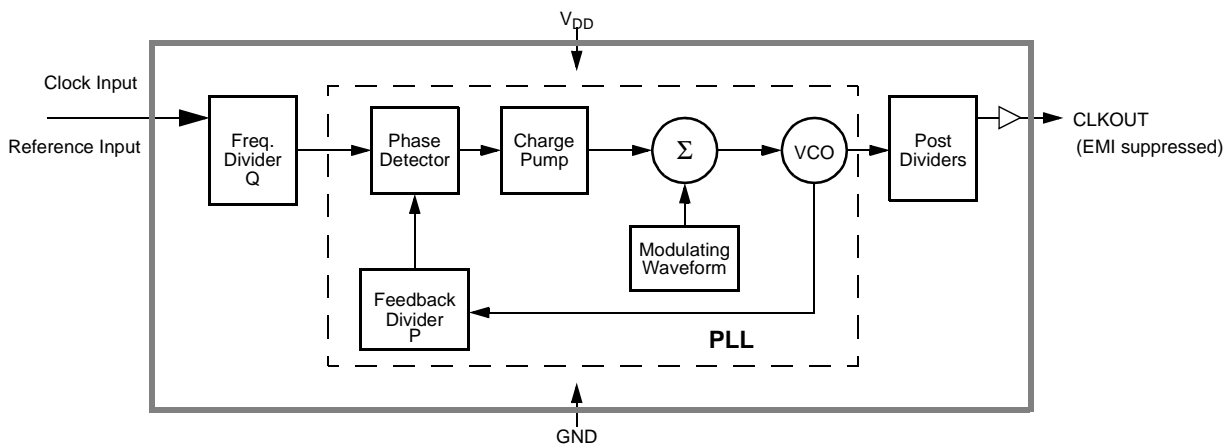 V_DD
Clock Input
Reference Input
Freq.
Divider
Q
Phase
Detector
Charge
Pump
Σ
VCO
Post
Dividers
CLKOUT
(EMI suppressed)
Modulating
Waveform
Feedback
Divider
P
PLL
GND